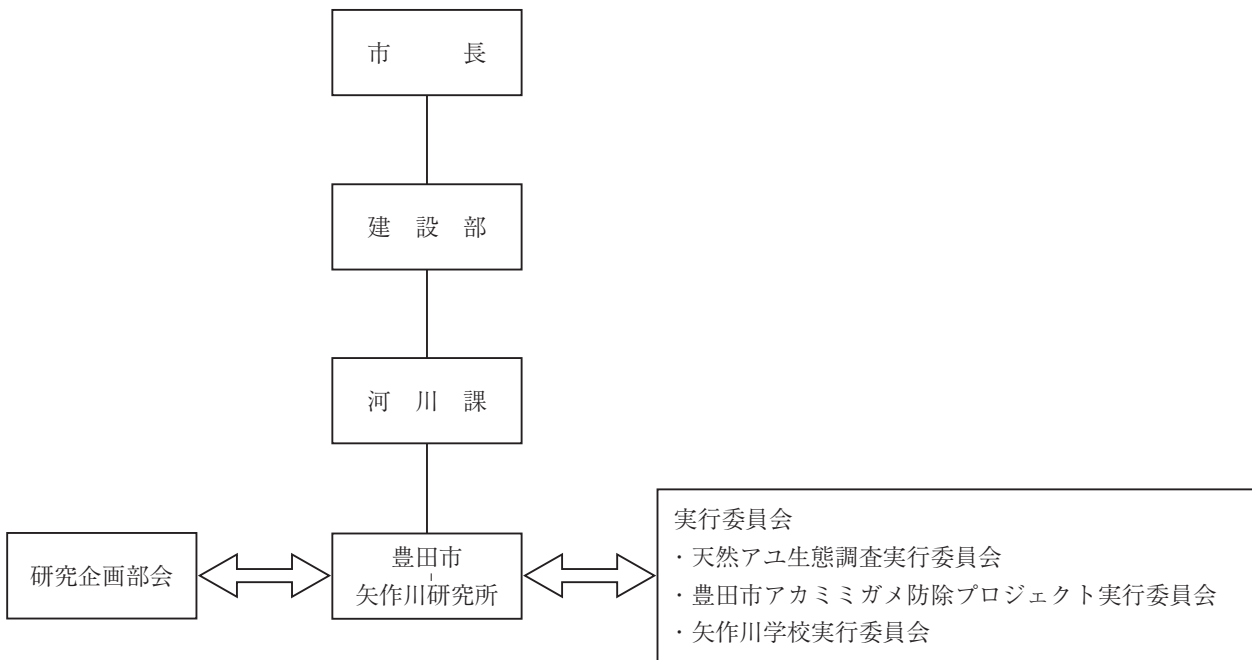 市　　長
建　設　部
河　川　課
研究企画部会
豊田市
矢作川研究所
実行委員会
・天然アユ生態調査実行委員会
・豊田市アカミミガメ防除プロジェクト実行委員会
・矢作川学校実行委員会